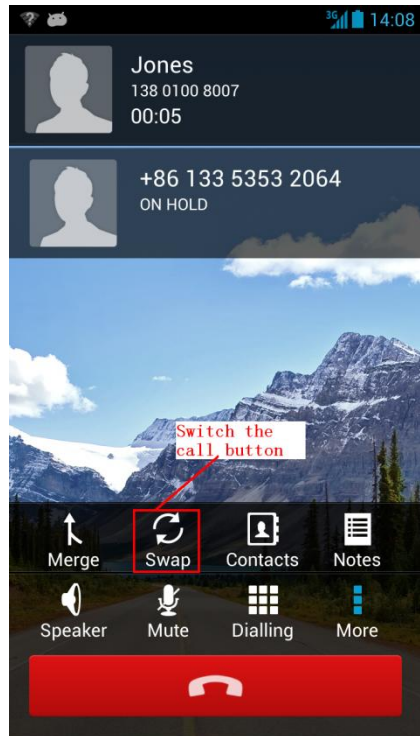 3G 14:08
Jones
138 0100 8007
00:05
+86 133 5353 2064
ON HOLD
Switch the
call button
Merge Swap Contacts Notes
Speaker Mute Dialling More